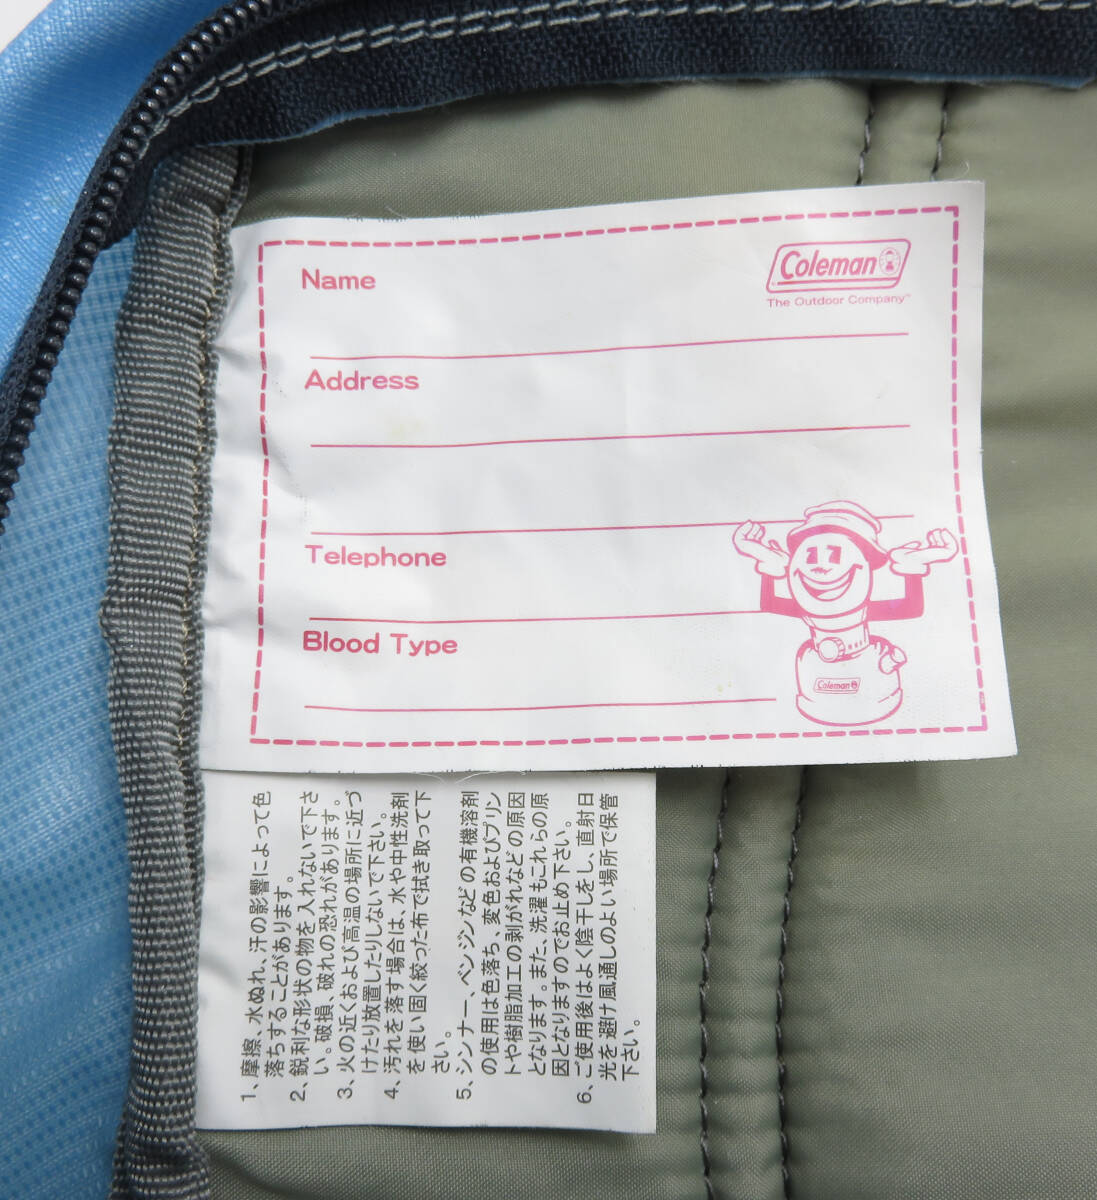 Name
Coleman
The Outdoor Company™
Address
Telephone
Blood Type
Coleman
1、摩擦、水ぬれ、汗の影響によって色
落ちすることがあります。
2、鋭利な形状の物を入れないで下さ
い。破損、破れの恐れがあります。
3、火の近くおよび高温の場所に近づ
けたり放置したりしないで下さい。
4、汚れを落す場合は、水や中性洗剤
を使い固く絞った布で拭き取って下
さい。
5、シンナー、ベンジンなどの有機溶剤
の使用は色落ち、変色およびプリン
トや樹脂加工の剥がれなどの原因
となります。また、洗濯もこれらの原
因となりますのでお止め下さい。
6、ご使用後はよく陰干しをし、直射日
光を避け風通しのよい場所で保管
下さい。